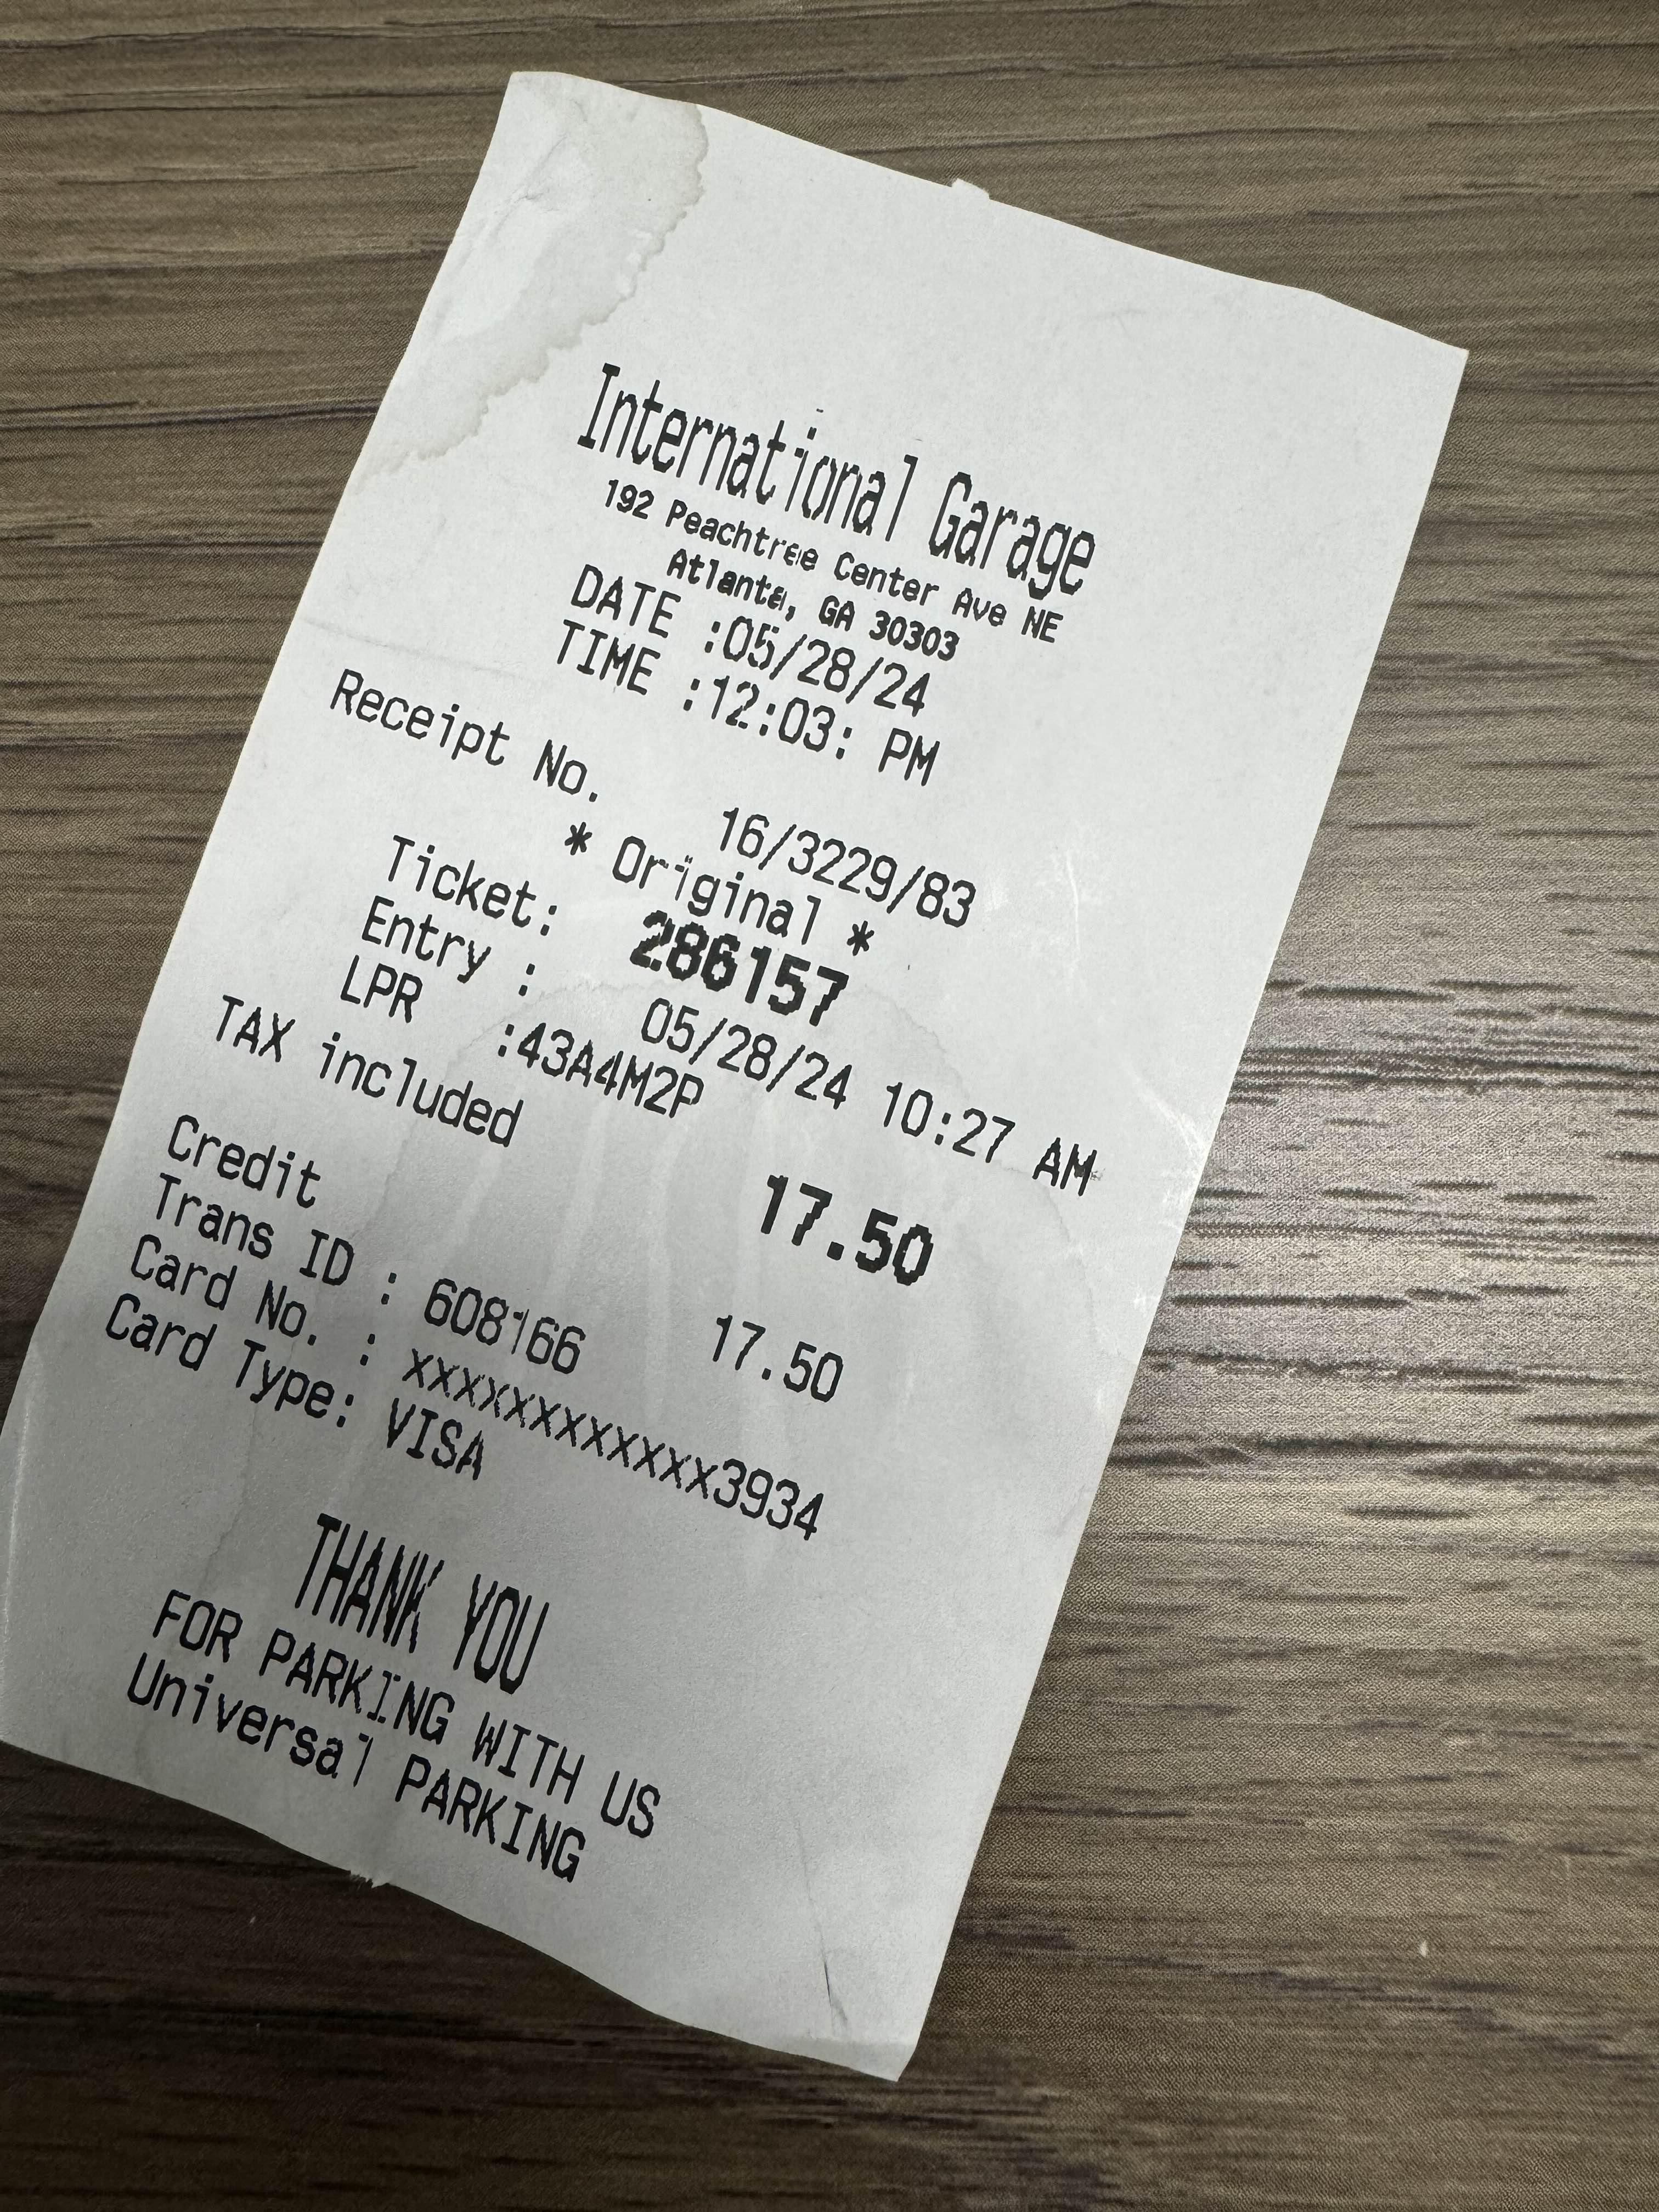 International Garage
192 Peachtree Center Ave NE
Atlanta, GA 30303
DATE :05/28/24
TIME :12:03: PM
Receipt No. 16/3229/83
* Original *
Ticket: 286157
Entry : 05/28/24 10:27 AM
LPR :43A4M2P
TAX included 17.50
Credit 17.50
Trans ID : 608166
Card No. : XXXXXXXXXXXX3934
Card Type: VISA
THANK YOU
FOR PARKING WITH US
Universal PARKING